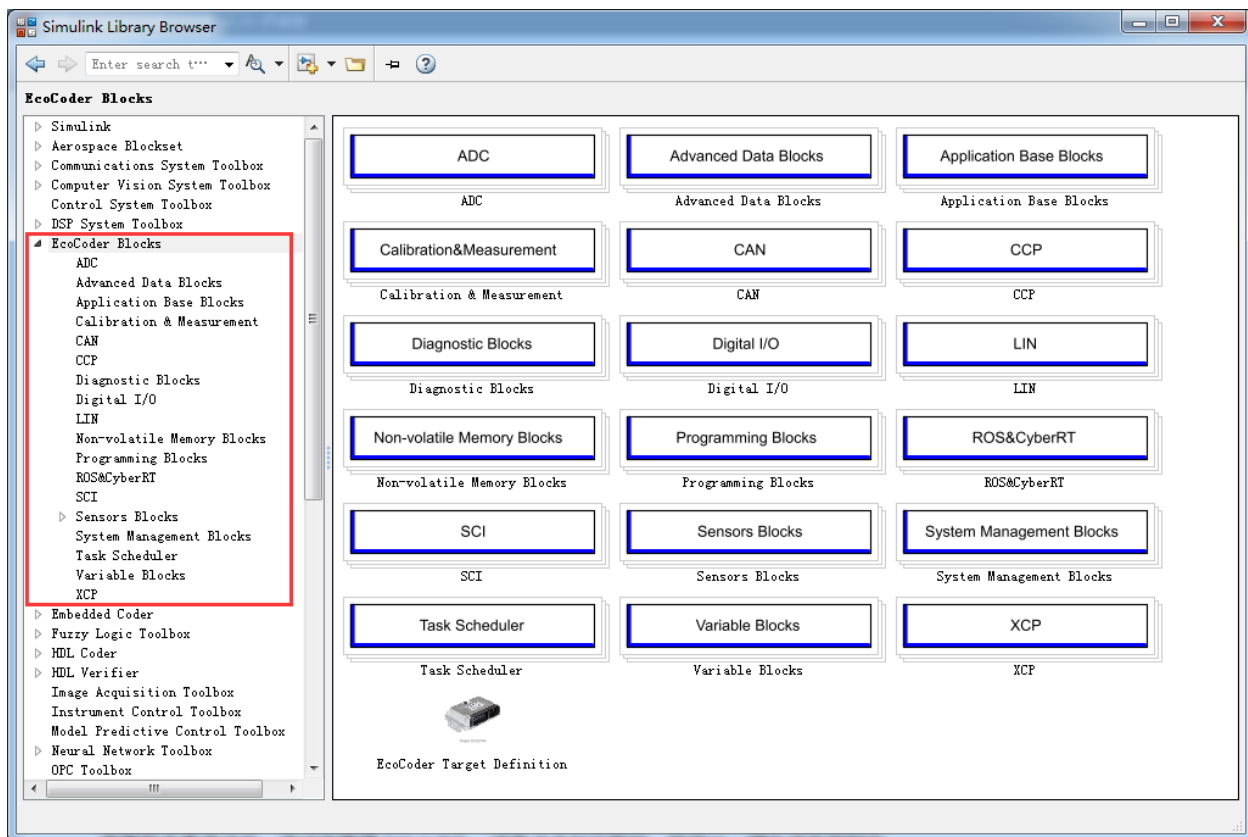 Simulink Library Browser
Enter search t...
EcoCoder Blocks
Simulink
Aerospace Blockset
Communications System Toolbox
Computer Vision System Toolbox
Control System Toolbox
DSP System Toolbox
EcoCoder Blocks
ADC
Advanced Data Blocks
Application Base Blocks
Calibration & Measurement
CAN
CCP
Diagnostic Blocks
Digital I/O
LIN
Non-volatile Memory Blocks
Programming Blocks
ROS&CyberRT
SCI
Sensors Blocks
System Management Blocks
Task Scheduler
Variable Blocks
XCP
Embedded Coder
Fuzzy Logic Toolbox
HDL Coder
HDL Verifier
Image Acquisition Toolbox
Instrument Control Toolbox
Model Predictive Control Toolbox
Neural Network Toolbox
OPC Toolbox
ADC Advanced Data Blocks Application Base Blocks
ADC Advanced Data Blocks Application Base Blocks
Calibration&Measurement CAN CCP
Calibration & Measurement CAN CCP
Diagnostic Blocks Digital I/O LIN
Diagnostic Blocks Digital I/O LIN
Non-volatile Memory Blocks Programming Blocks ROS&CyberRT
Non-volatile Memory Blocks Programming Blocks ROS&CyberRT
SCI Sensors Blocks System Management Blocks
SCI Sensors Blocks System Management Blocks
Task Scheduler Variable Blocks XCP
Task Scheduler Variable Blocks XCP
EcoCoder Target Definition